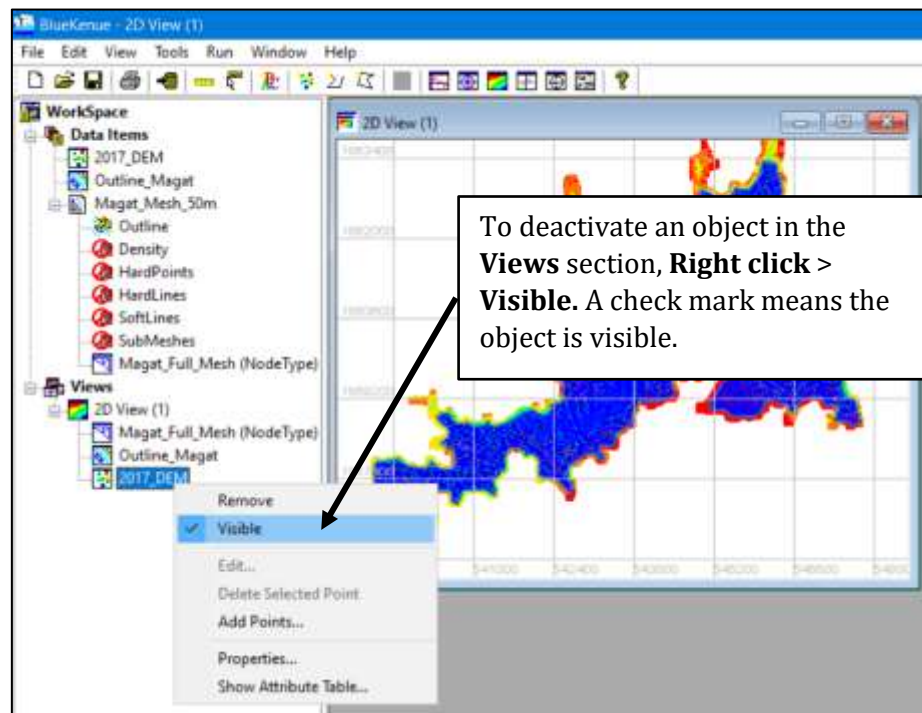 BlueKenue - 2D View (1)
File Edit View Tools Run Window Help
WorkSpace
Data Items
2017_DEM
Outline_Magat
Magat_Mesh_50m
Outline
Density
HardPoints
HardLines
SoftLines
SubMeshes
Magat_Full_Mesh (NodeType)
Views
2D View (1)
Magat_Full_Mesh (NodeType)
Outline_Magat
2017_DEM
Remove
Visible
Edit...
Delete Selected Point
Add Points...
Properties...
Show Attribute Table...
2D View (1)
To deactivate an object in the
Views section, Right click >
Visible. A check mark means the
object is visible.
541000 542400